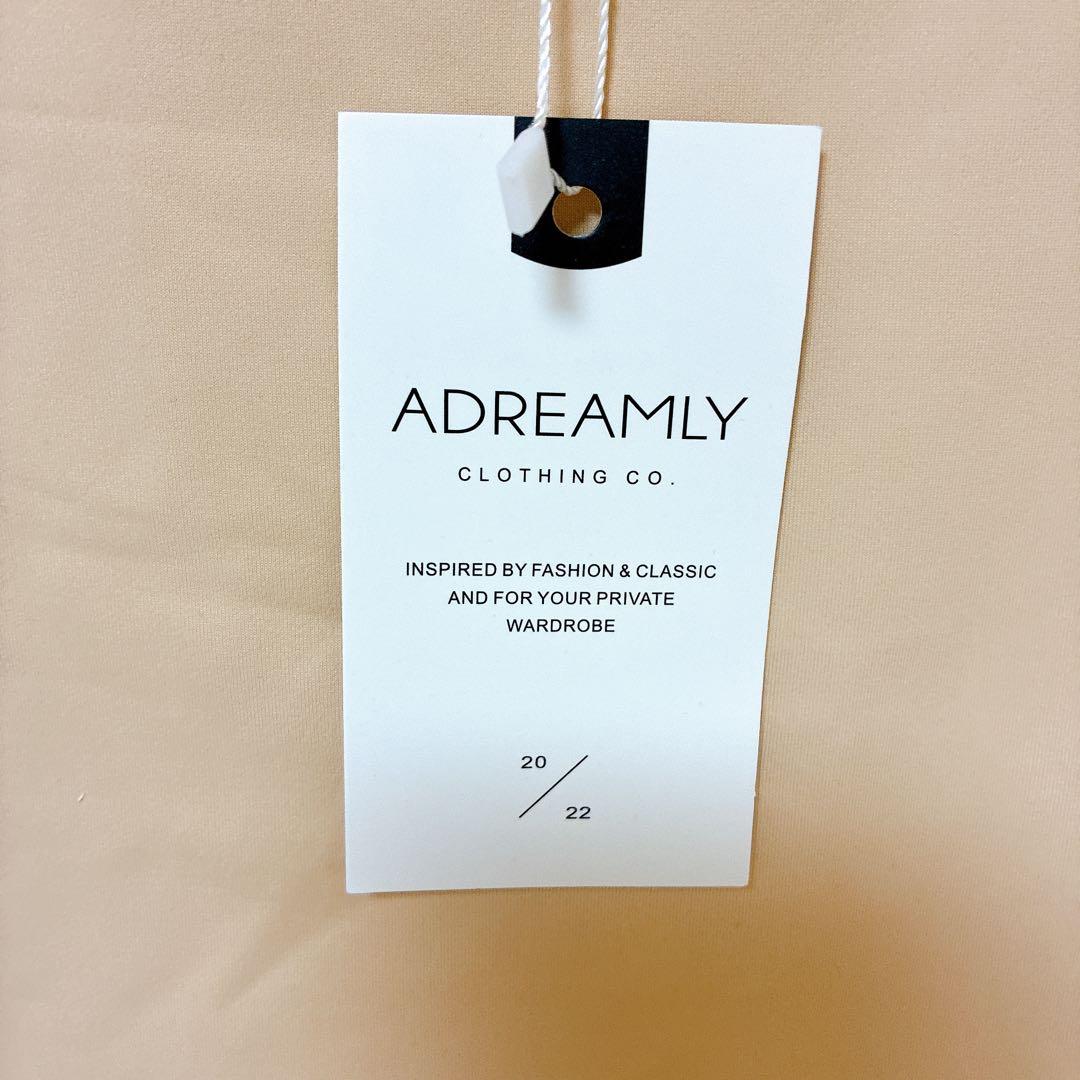 ADREAMLY
CLOTHING CO.
INSPIRED BY FASHION & CLASSIC
AND FOR YOUR PRIVATE
WARDROBE
20
/
22